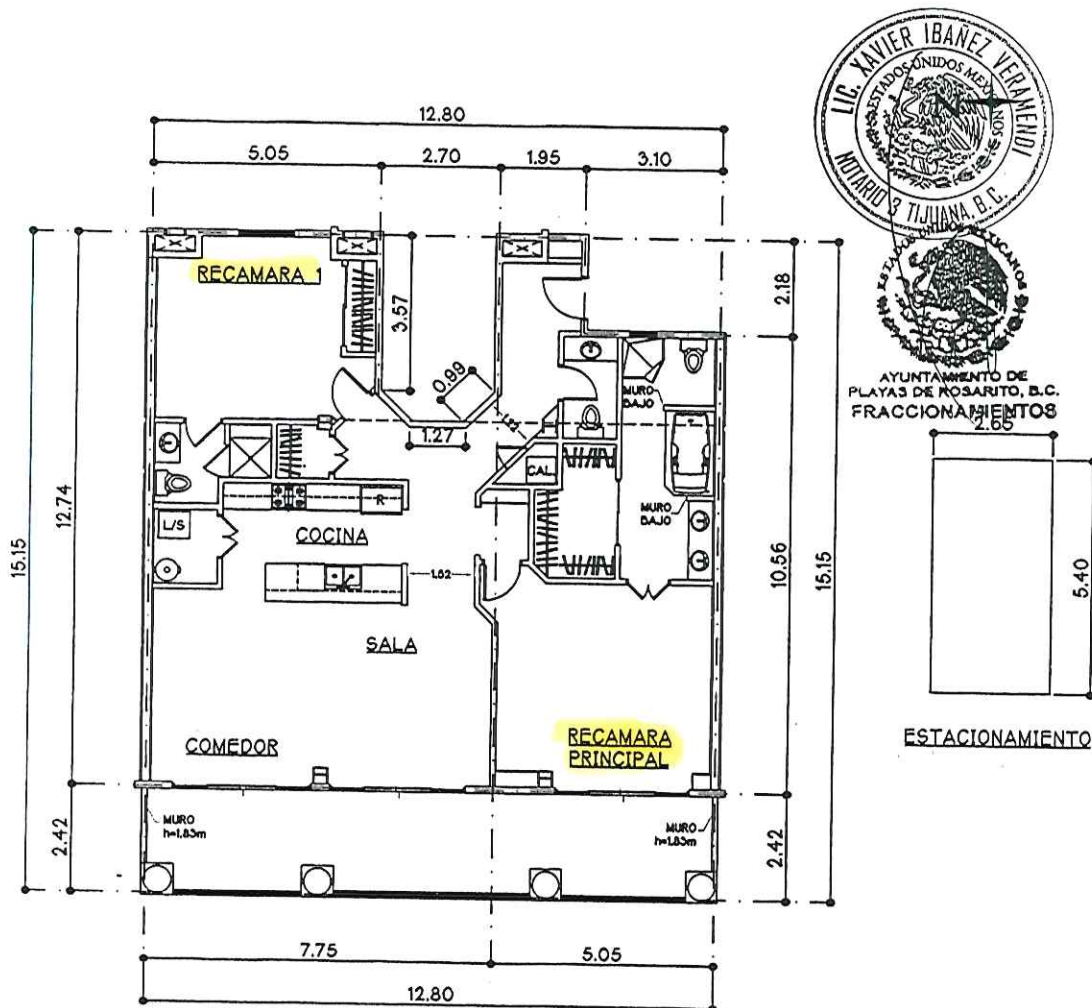 LIC. XAVIER IBAÑEZ VERAMENDI
NOTARIO 3 TIJUANA, B.C.
ESTADOS UNIDOS MEXICANOS
N
ESTADOS UNIDOS MEXICANOS
AYUNTAMIENTO DE
PLAYAS DE ROSARITO, B.C.
FRACCIONAMIENTOS
12.80
5.05
2.70
1.95
3.10
RECAMARA 1
3.57
2.18
0.99
1.27
MURO
BAJO
CAL.
12.74
15.15
L/S
R
COCINA
MURO
BAJO
1.62
10.56
15.15
SALA
COMEDOR
RECAMARA
PRINCIPAL
2.42
MURO
h=1.83m
MURO
h=1.83m
2.42
7.75
5.05
12.80
2.65
5.40
ESTACIONAMIENTO